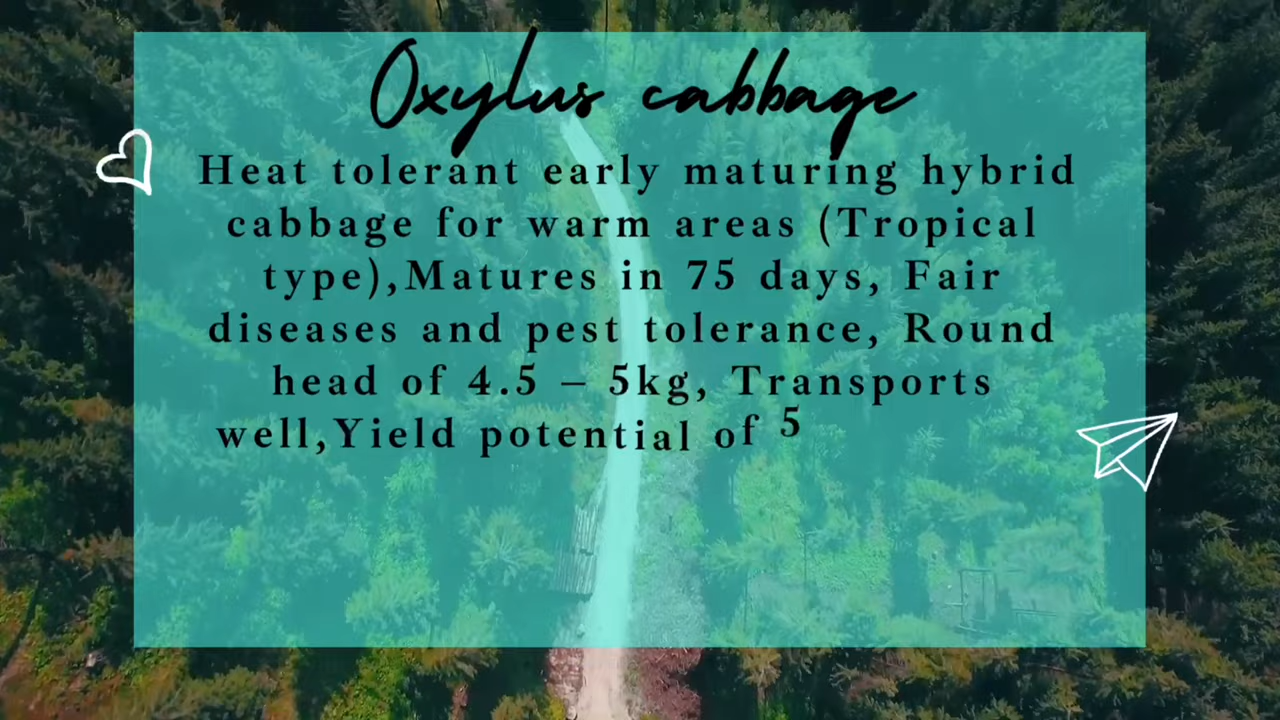 Oxylus cabbage
Heat tolerant early maturing hybrid
cabbage for warm areas (Tropical
type),Matures in 75 days, Fair
diseases and pest tolerance, Round
head of 4.5 – 5kg, Transports
well,Yield potential of 5